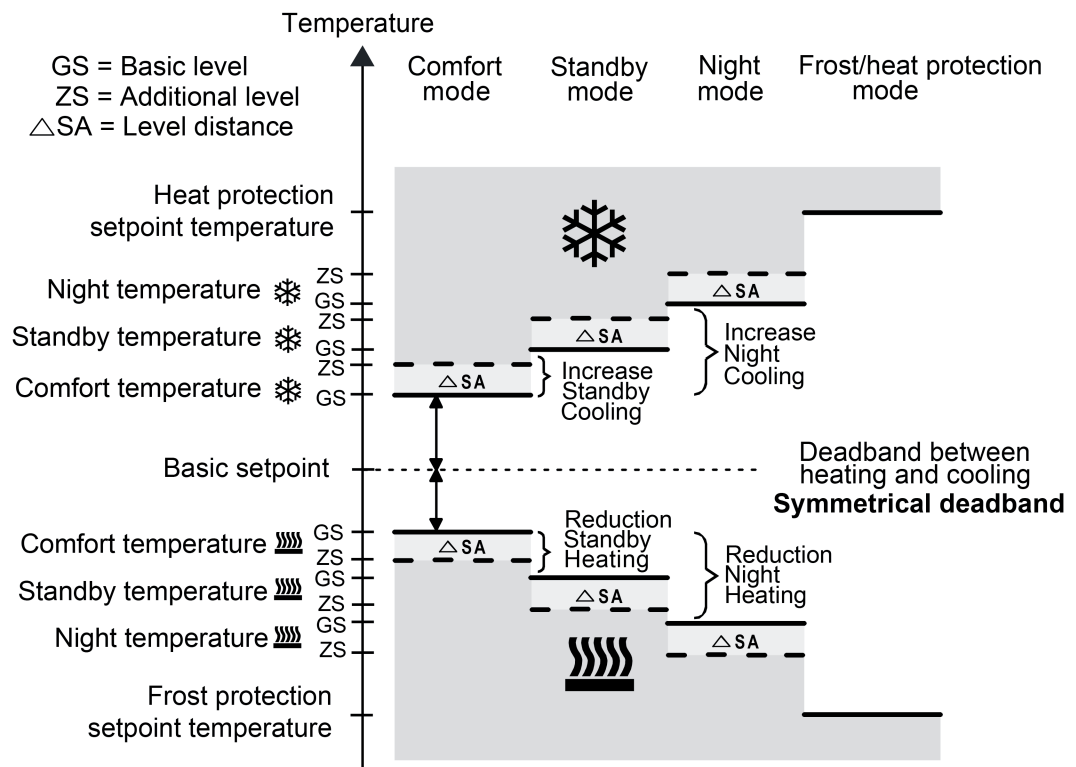 Temperature
GS = Basic level
ZS = Additional level
△SA = Level distance
Comfort
mode
Standby
mode
Night
mode
Frost/heat protection
mode
Heat protection
setpoint temperature
Night temperature
ZS
GS
Standby temperature
ZS
GS
Comfort temperature
ZS
GS
△SA
△SA
△SA
Increase
Standby
Cooling
Increase
Night
Cooling
Basic setpoint
Deadband between
heating and cooling
Symmetrical deadband
Comfort temperature
GS
ZS
Standby temperature
GS
ZS
Night temperature
GS
ZS
△SA
△SA
△SA
Reduction
Standby
Heating
Reduction
Night
Heating
Frost protection
setpoint temperature